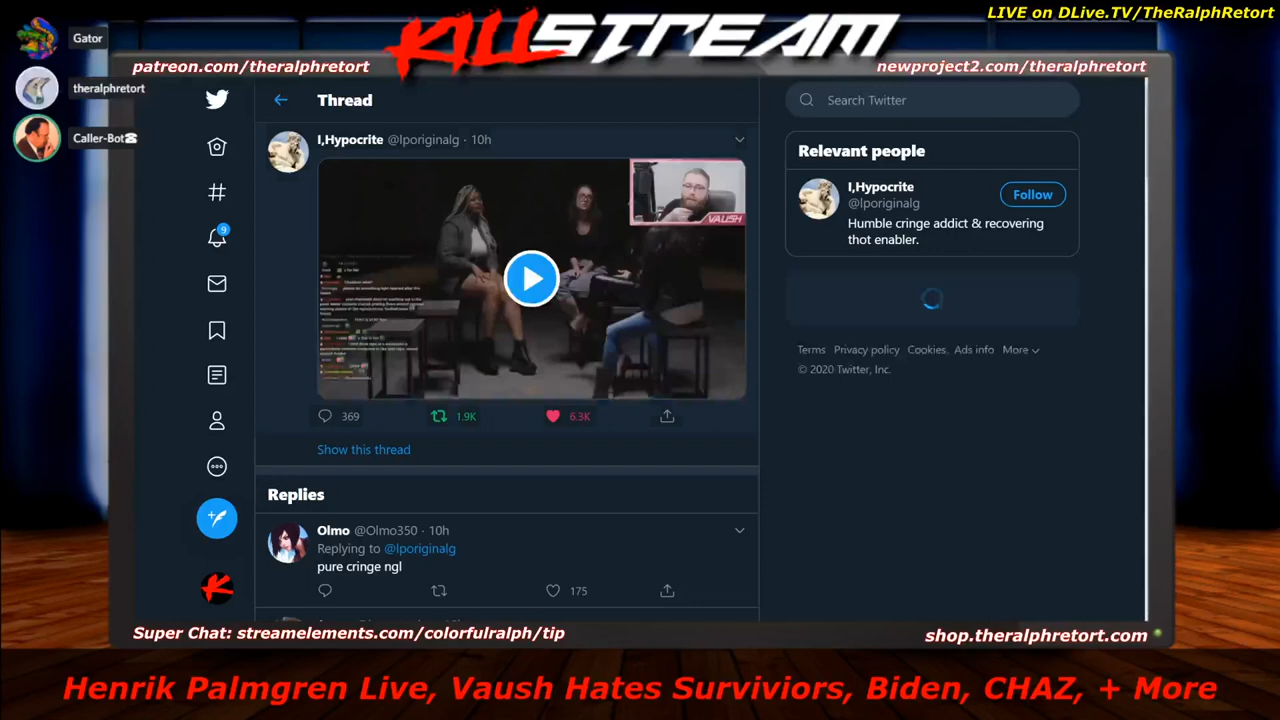 Gator
theralphretort
Caller-Bot☎
KILLSTREAM
LIVE on DLive.TV/TheRalphRetort
patreon.com/theralphretort
newproject2.com/theralphretort
Thread
I,Hypocrite @lporiginalg · 10h
VAUSH
369
1.9K
6.3K
Show this thread
Replies
Olmo @Olmo350 · 10h
Replying to @lporiginalg
pure cringe ngl
175
9
Search Twitter
Relevant people
I,Hypocrite
@lporiginalg
Follow
Humble cringe addict & recovering
thot enabler.
Terms Privacy policy Cookies Ads info More
© 2020 Twitter, Inc.
Super Chat: streamelements.com/colorfulralph/tip
shop.theralphretort.com
Henrik Palmgren Live, Vaush Hates Surviviors, Biden, CHAZ, + More